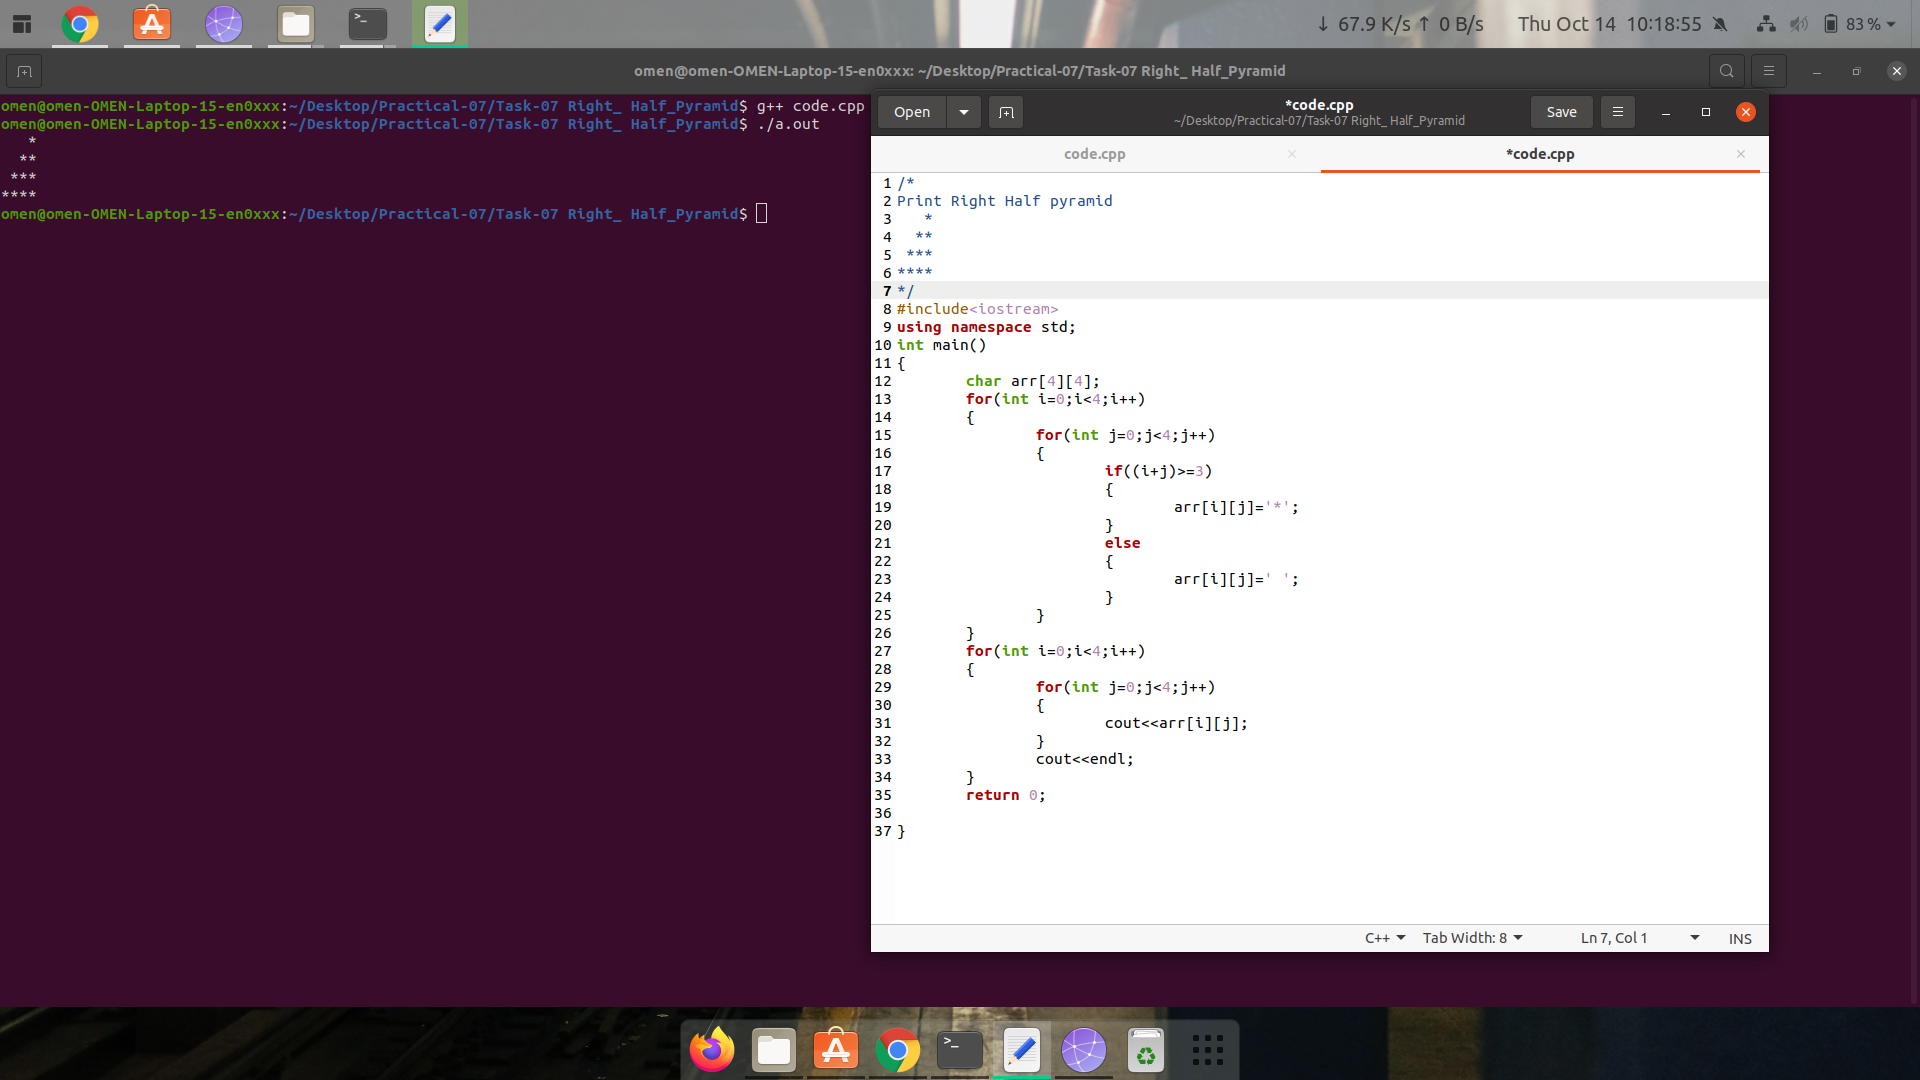 ↓ 67.9 K/s ↑ 0 B/s Thu Oct 14 10:18:55 83 %
omen@omen-OMEN-Laptop-15-en0xxx: ~/Desktop/Practical-07/Task-07 Right_ Half_Pyramid
omen@omen-OMEN-Laptop-15-en0xxx:~/Desktop/Practical-07/Task-07 Right_ Half_Pyramid$ g++ code.cpp
omen@omen-OMEN-Laptop-15-en0xxx:~/Desktop/Practical-07/Task-07 Right_ Half_Pyramid$ ./a.out
   *
  **
 ***
****
omen@omen-OMEN-Laptop-15-en0xxx:~/Desktop/Practical-07/Task-07 Right_ Half_Pyramid$
Open *code.cpp Save
~/Desktop/Practical-07/Task-07 Right_ Half_Pyramid
code.cpp *code.cpp
1 /*
2 Print Right Half pyramid
3    *
4   **
5  ***
6 ****
7 */
8 #include<iostream>
9 using namespace std;
10 int main()
11 {
12         char arr[4][4];
13         for(int i=0;i<4;i++)
14         {
15                 for(int j=0;j<4;j++)
16                 {
17                         if((i+j)>=3)
18                         {
19                                 arr[i][j]='*';
20                         }
21                         else
22                         {
23                                 arr[i][j]=' ';
24                         }
25                 }
26         }
27         for(int i=0;i<4;i++)
28         {
29                 for(int j=0;j<4;j++)
30                 {
31                         cout<<arr[i][j];
32                 }
33                 cout<<endl;
34         }
35         return 0;
36
37 }
C++ Tab Width: 8 Ln 7, Col 1 INS